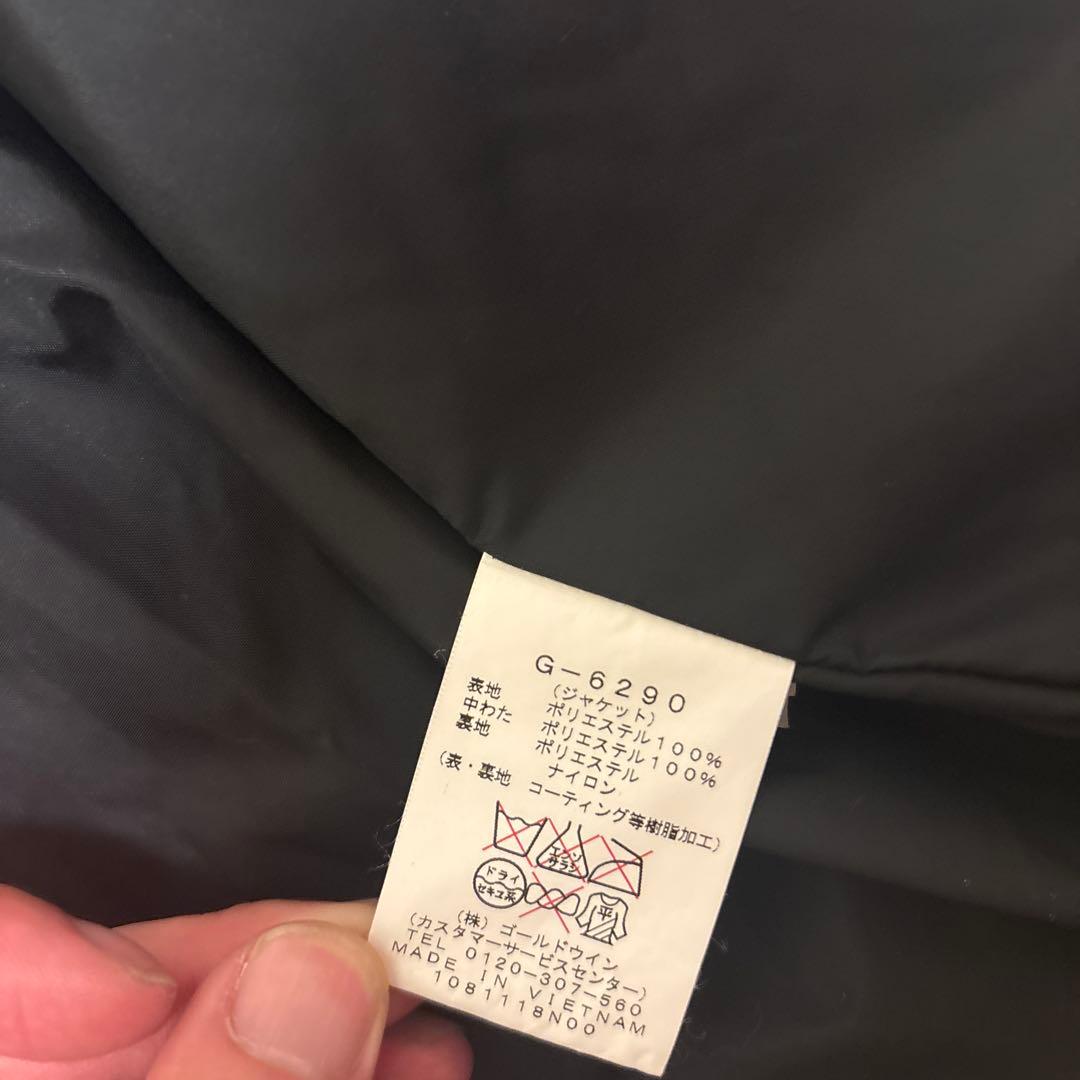 G-6290
(ジャケット)
表地 ポリエステル100%
中わた ポリエステル100%
裏地 ポリエステル
ナイロン
(表・裏地 コーティング等樹脂加工)
エンソ
サラシ
ドライ
セキユ系
平
(株) ゴールドウイン
(カスタマーサービスセンター)
TEL 0120-307-560
MADE IN VIETNAM
1081118N00